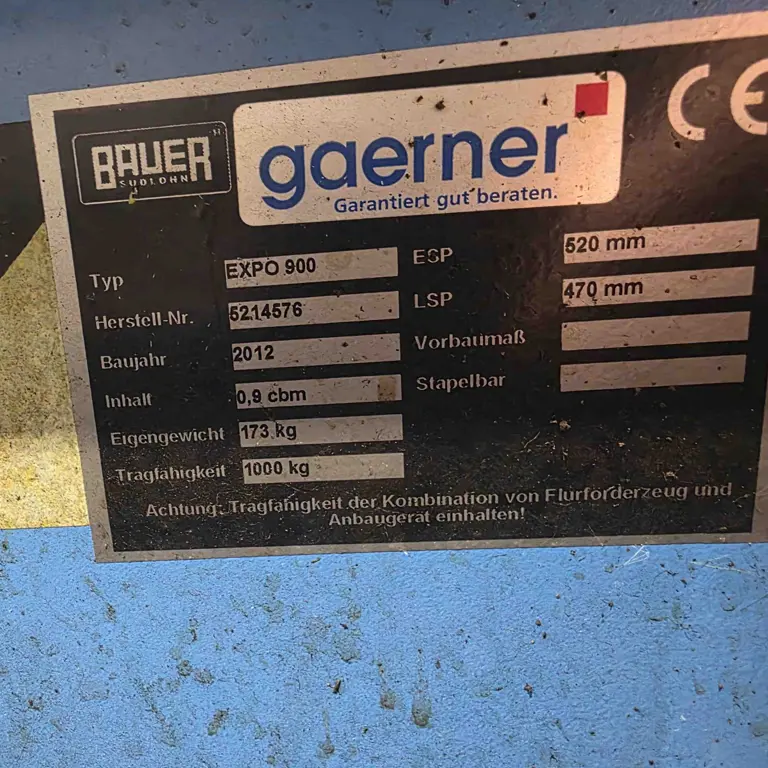 BAUER
SÜDLOHN
gaerner
Garantiert gut beraten.
CE
Typ EXPO 900
Herstell-Nr. 5214576
Baujahr 2012
Inhalt 0,9 cbm
Eigengewicht 173 kg
Tragfähigkeit 1000 kg
ESP 520 mm
LSP 470 mm
Vorbaumaß
Stapelbar
Achtung: Tragfähigkeit der Kombination von Flurförderzeug und
Anbaugerät einhalten!